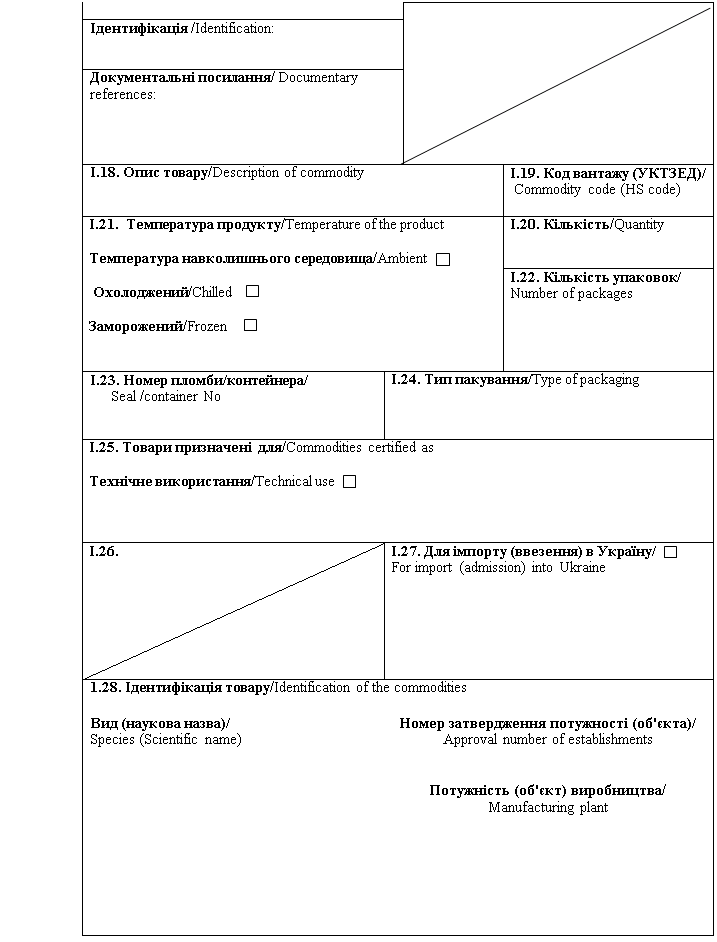 Ідентифікація /Identification:
Документальні посилання/ Documentary
references:
I.18. Опис товару/Description of commodity
I.19. Код вантажу (УКТЗЕД)/
Commodity code (HS code)
I.21. Температура продукту/Temperature of the product
I.20. Кількість/Quantity
Температура навколишнього середовища/Ambient
I.22. Кількість упаковок/
Number of packages
Охолоджений/Chilled
Заморожений/Frozen
I.23. Номер пломби/контейнера/
Seal /container No
I.24. Тип пакування/Type of packaging
I.25. Товари призначені для/Commodities certified as
Технічне використання/Technical use
I.26.
I.27. Для імпорту (ввезення) в Україну/
For import (admission) into Ukraine
1.28. Ідентифікація товару/Identification of the commodities
Вид (наукова назва)/
Species (Scientific name)
Номер затвердження потужності (об'єкта)/
Approval number of establishments
Потужність (об'єкт) виробництва/
Manufacturing plant